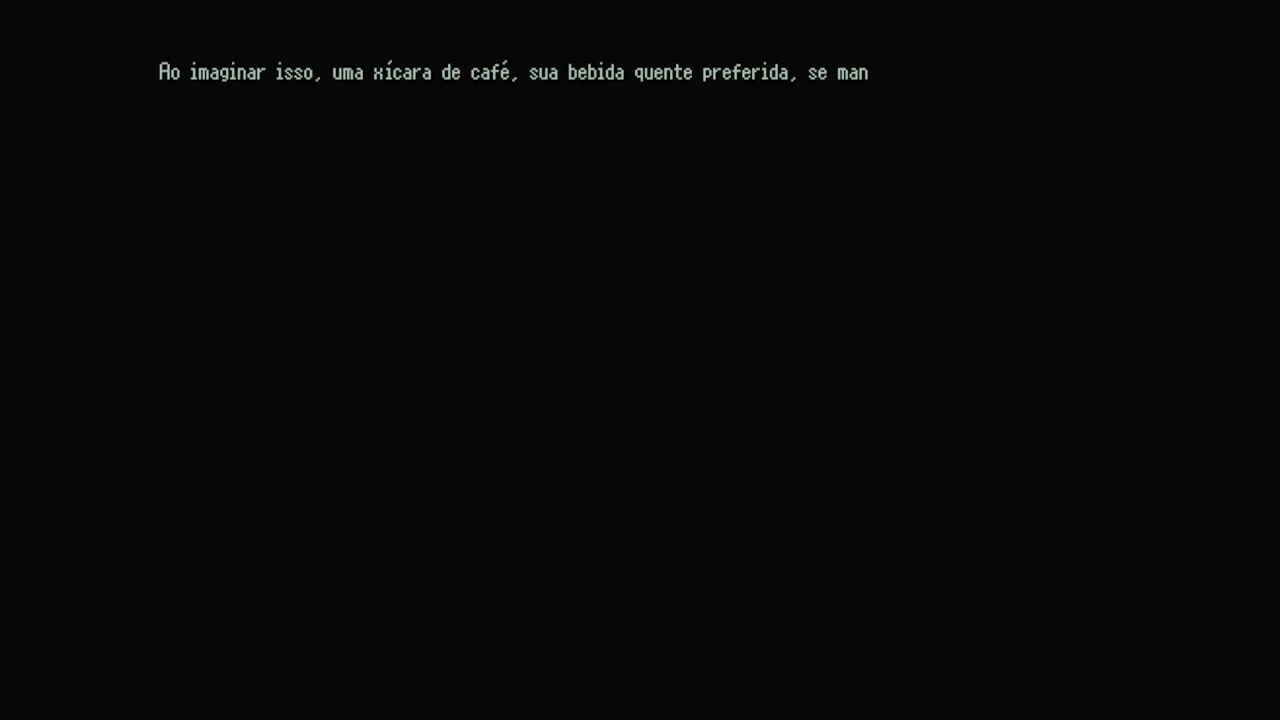 Ao imaginar isso, uma xícara de café, sua bebida quente preferida, se man